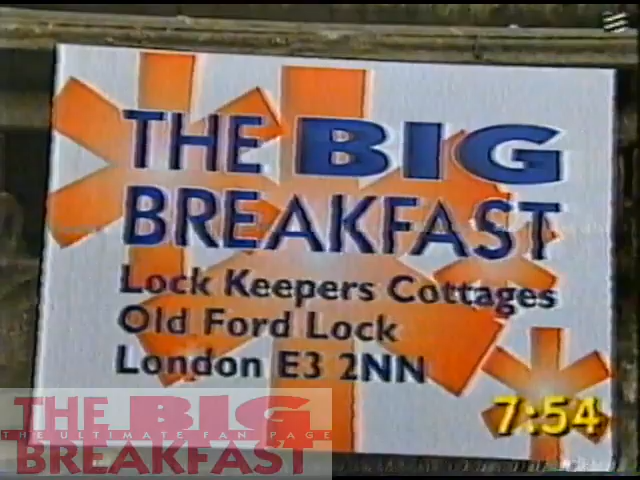 THE BIG
BREAKFAST
Lock Keepers Cottages
Old Ford Lock
London E3 2NN
7:54
THE BIG
THE ULTIMATE FAN PAGE
BREAKFAST